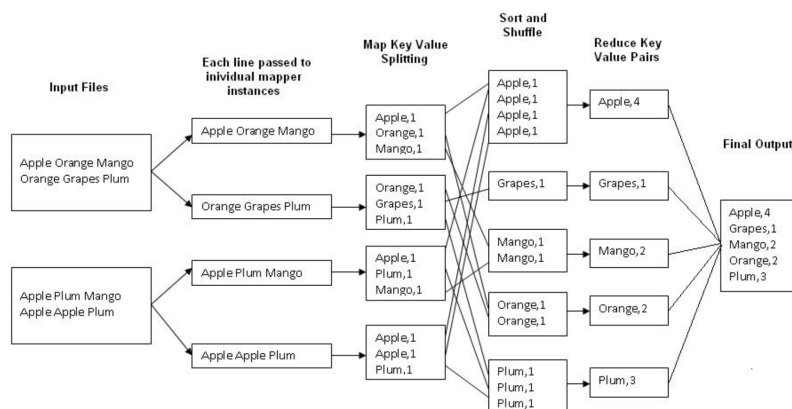 Input Files
Apple Orange Mango
Orange Grapes Plum
Apple Plum Mango
Apple Apple Plum
Each line passed to
inividual mapper
instances
Apple Orange Mango
Orange Grapes Plum
Apple Plum Mango
Apple Apple Plum
Map Key Value
Splitting
Apple,1
Orange,1
Mango,1
Orange,1
Grapes,1
Plum,1
Apple,1
Plum,1
Mango,1
Apple,1
Apple,1
Plum,1
Sort and
Shuffle
Apple,1
Apple,1
Apple,1
Apple,1
Grapes,1
Mango,1
Mango,1
Orange,1
Orange,1
Plum,1
Plum,1
Plum,1
Reduce Key
Value Pairs
Apple,4
Grapes,1
Mango,2
Orange,2
Plum,3
Final Output
Apple,4
Grapes,1
Mango,2
Orange,2
Plum,3